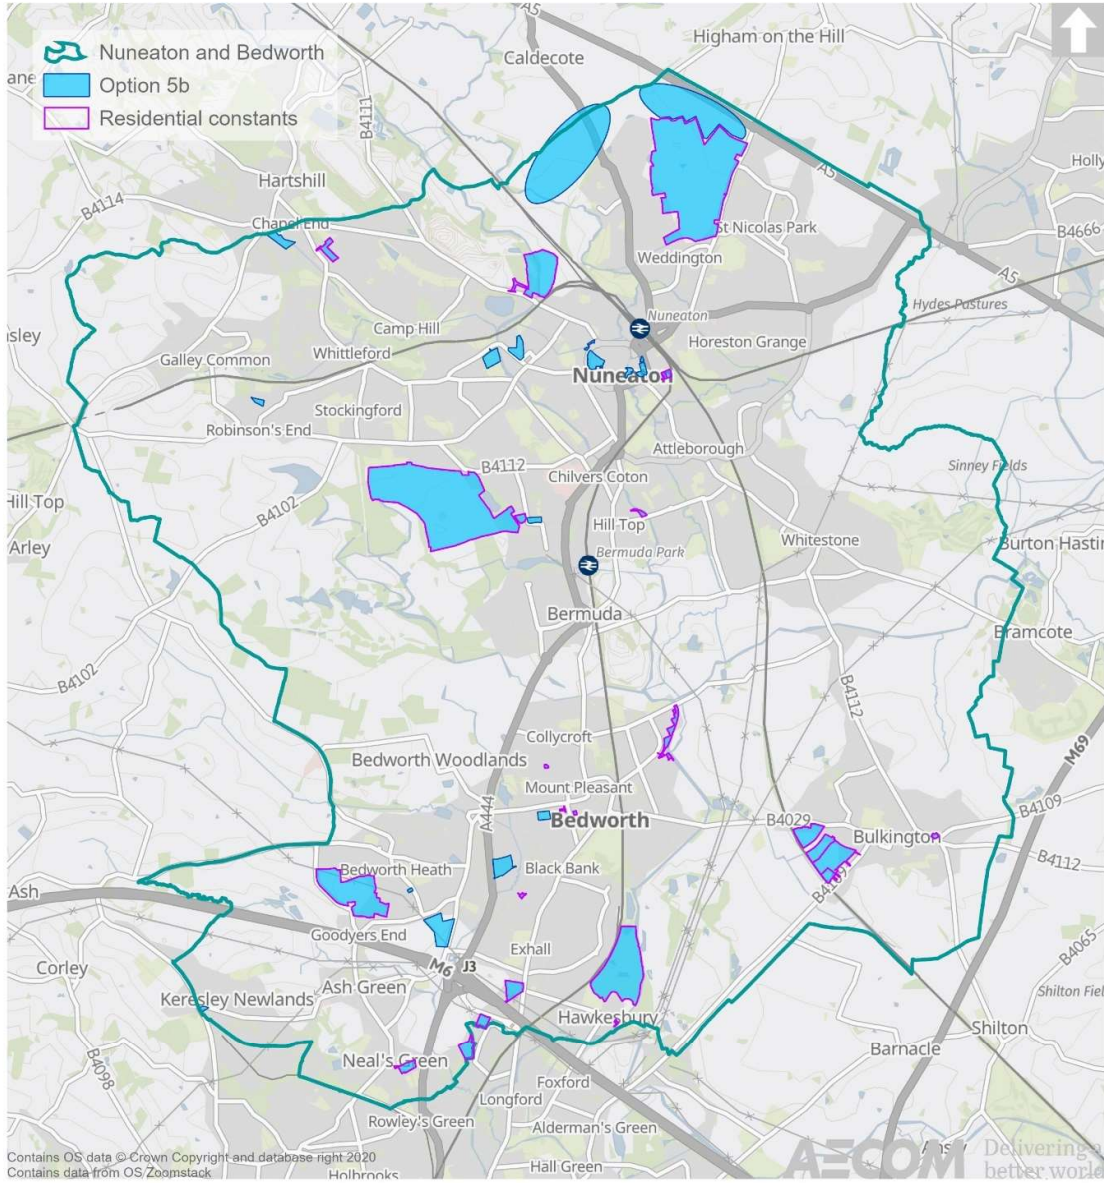 A5
Higham on the Hill
Caldecote
Nuneaton and Bedworth
Option 5b
Residential constants
B4111
Hartshill
A5
Holly
B4114
Chapel End
St Nicolas Park
B4666
Weddington
A5
Nuneaton
Hydes Pastures
Camp Hill
Horeston Grange
Whittleford
Galley Common
Nuneaton
Stockingford
Robinson's End
Attleborough
B4112
Sinney Fields
Chilvers Coton
Hill Top
B4102
Hill Top
Arley
Whitestone
Burton Hastin
Bermuda Park
Bermuda
Bramcote
B4102
B4112
Collycroft
M69
Bedworth Woodlands
Mount Pleasant
A444
Bedworth
B4029
B4109
Bulkington
B4112
Bedworth Heath
Black Bank
B4109
Ash
Goodyers End
Exhall
B4065
Corley
M6
J3
Ash Green
Shilton Fiel
Keresley Newlands
Hawkesbury
Shilton
Barnacle
Neal's Green
B4098
Foxford
Longford
Rowley's Green
Alderman's Green
Contains OS data © Crown Copyright and database right 2020
Contains data from OS Zoomstack
Holbrooks
Hall Green
AECOM
Delivering a
better world